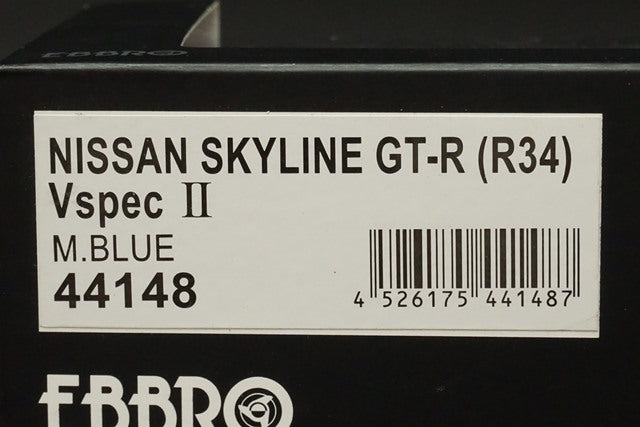 EBBRO
NISSAN SKYLINE GT-R (R34)
Vspec II
M.BLUE
44148
4 526175 441487
EBBRO